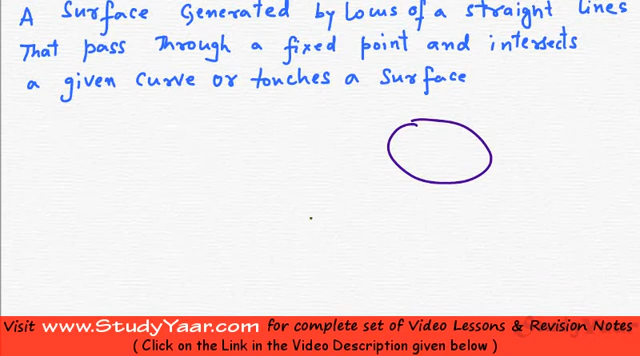 A Surface Generated by Locus of a straight lines
That pass Through a fixed point and intersects
a given Curve or touches a Surface
Visit www.StudyYaar.com for complete set of Video Lessons & Revision Notes
( Click on the Link in the Video Description given below )